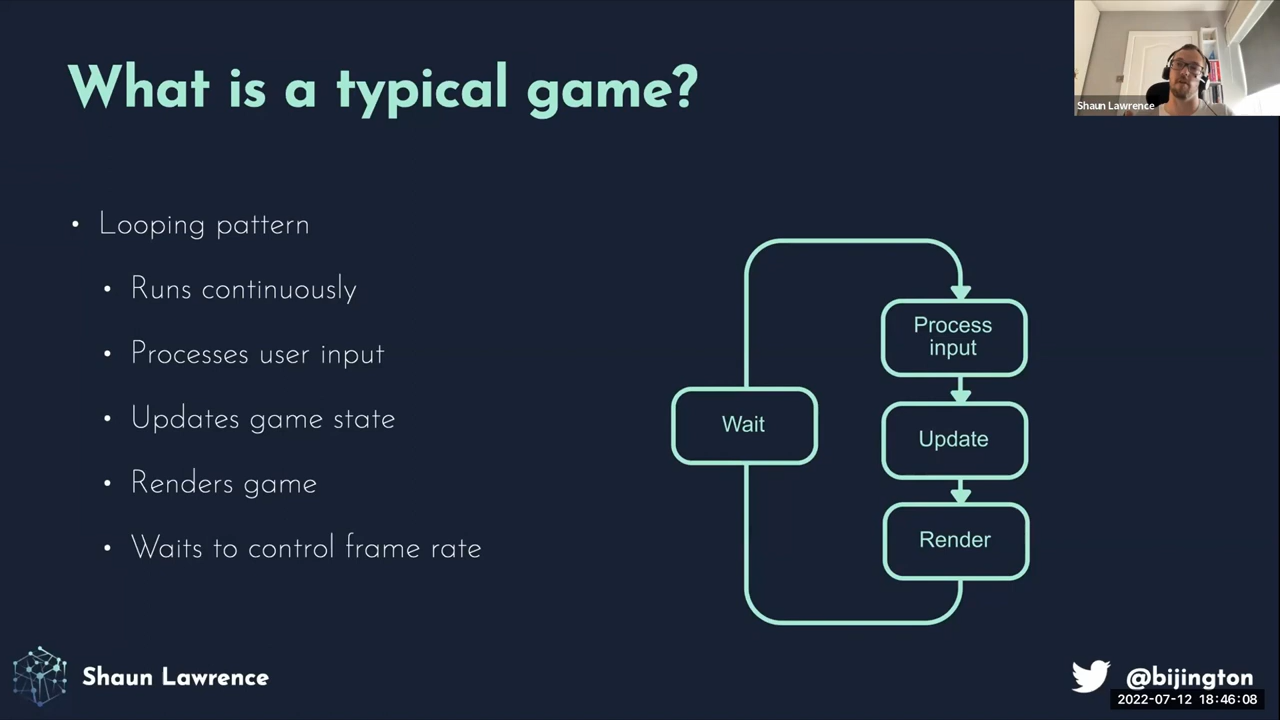 What is a typical game?
Shaun Lawrence
• Looping pattern
• Runs continuously
• Processes user input
• Updates game state
• Renders game
• Waits to control frame rate
Process
input
Wait
Update
Render
Shaun Lawrence
@bijington
2022-07-12 18:46:08